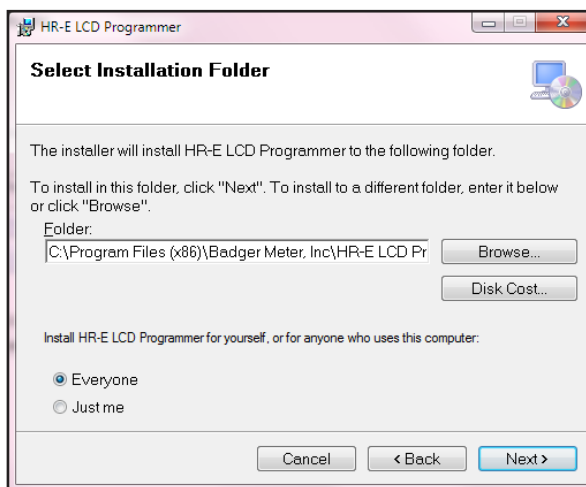 HR-E LCD Programmer
Select Installation Folder
The installer will install HR-E LCD Programmer to the following folder.
To install in this folder, click "Next". To install to a different folder, enter it below
or click "Browse".
Folder:
C:\Program Files (x86)\Badger Meter, Inc\HR-E LCD Pr
Browse...
Disk Cost...
Install HR-E LCD Programmer for yourself, or for anyone who uses this computer:
Everyone
Just me
Cancel
< Back
Next >